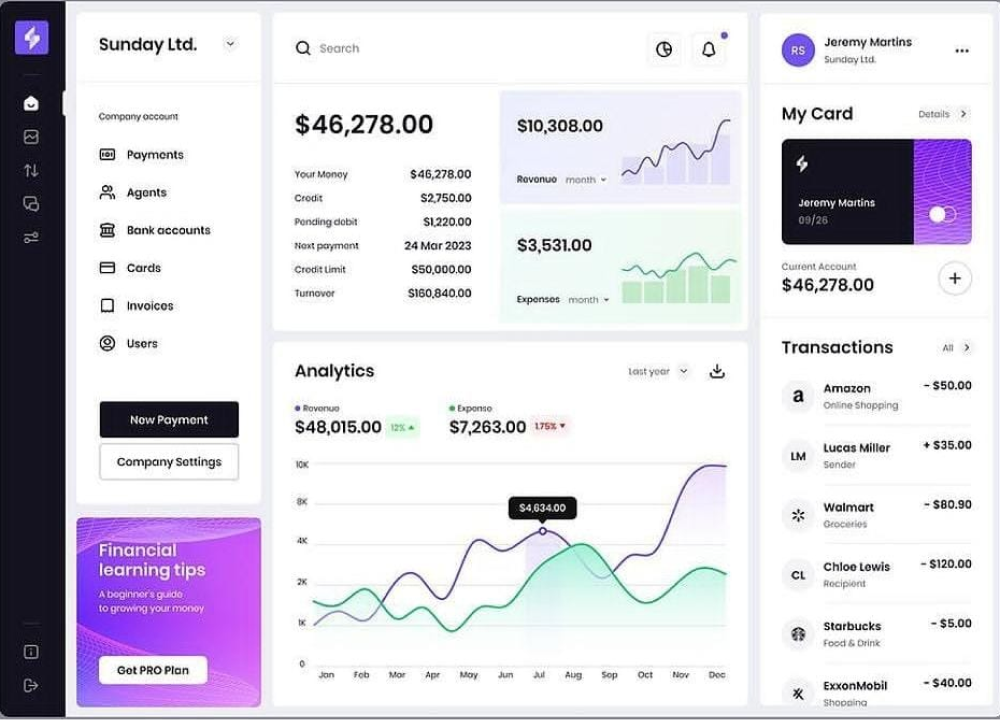 Sunday Ltd.
Company account
Payments
Agents
Bank accounts
Cards
Invoices
Users
New Payment
Company Settings
Financial
learning tips
A beginner's guide
to growing your money
Get PRO Plan
Search
$46,278.00
Your Money $46,278.00
Credit $2,750.00
Pending debit $1,220.00
Next payment 24 Mar 2023
Credit Limit $50,000.00
Turnover $160,840.00
$10,308.00
Revenue month
$3,531.00
Expenses month
Analytics
Last year
Revenue
$48,015.00 12%
Expense
$7,263.00 1.75%
10K
8K
4K
2K
1K
0
$4,634.00
Jan Feb Mar Apr May Jun Jul Aug Sep Oct Nov Dec
RS
Jeremy Martins
Sunday Ltd.
My Card
Details
Jeremy Martins
09/26
Current Account
$46,278.00
Transactions
All
a
Amazon - $50.00
Online Shopping
LM
Lucas Miller + $35.00
Sender
Walmart - $80.90
Groceries
CL
Chloe Lewis - $120.00
Recipient
Starbucks - $5.00
Food & Drink
ExxonMobil - $40.00
Shopping